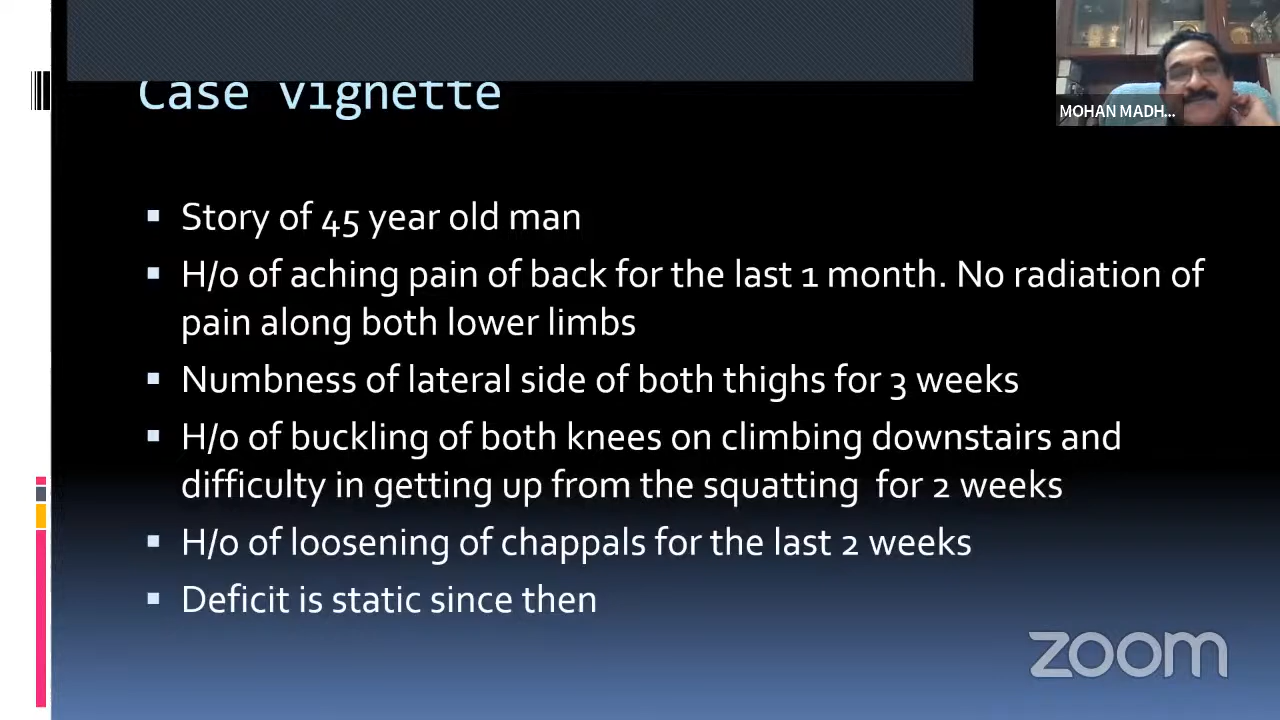 MOHAN MADH...
Case Vignette
Story of 45 year old man
H/o of aching pain of back for the last 1 month. No radiation of
pain along both lower limbs
Numbness of lateral side of both thighs for 3 weeks
H/o of buckling of both knees on climbing downstairs and
difficulty in getting up from the squatting for 2 weeks
H/o of loosening of chappals for the last 2 weeks
Deficit is static since then
zoom